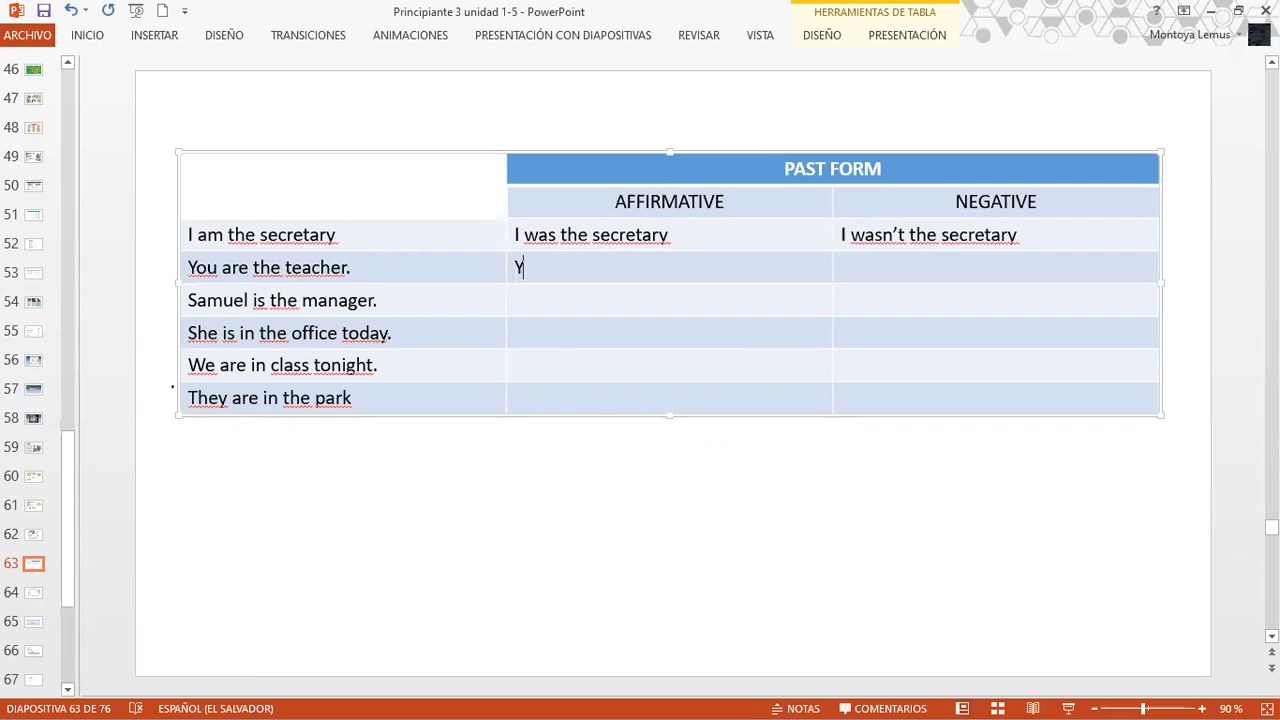 Principiante 3 unidad 1-5 - PowerPoint
HERRAMIENTAS DE TABLA
?
ARCHIVO INICIO INSERTAR DISEÑO TRANSICIONES ANIMACIONES PRESENTACIÓN CON DIAPOSITIVAS REVISAR VISTA DISEÑO PRESENTACIÓN Montoya Lemus
46
47
48
49
50
51
52
53
54
55
56
57
58
59
60
61
62
63
64
65
66
67
PAST FORM
AFFIRMATIVE NEGATIVE
I am the secretary I was the secretary I wasn’t the secretary
You are the teacher. Y
Samuel is the manager.
She is in the office today.
We are in class tonight.
They are in the park
DIAPOSITIVA 63 DE 76 ESPAÑOL (EL SALVADOR) NOTAS COMENTARIOS 90 %